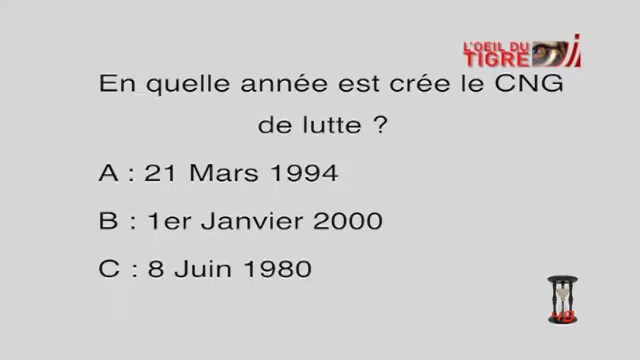 L'OEIL DU
TIGRE
En quelle année est crée le CNG
de lutte ?
A : 21 Mars 1994
B : 1er Janvier 2000
C : 8 Juin 1980